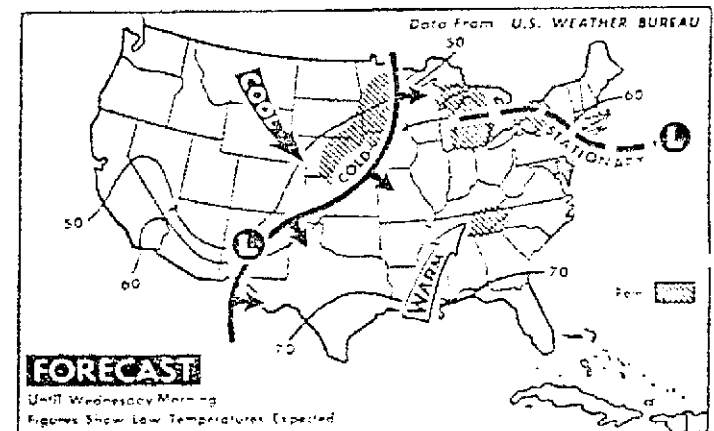 Data From U.S. WEATHER BUREAU
50
COOL
60
COLD
STATIONARY
L
50
L
60
WARM
70
Rain
70
FORECAST
Until Wednesday Morning
Figures Show Low Temperatures Expected